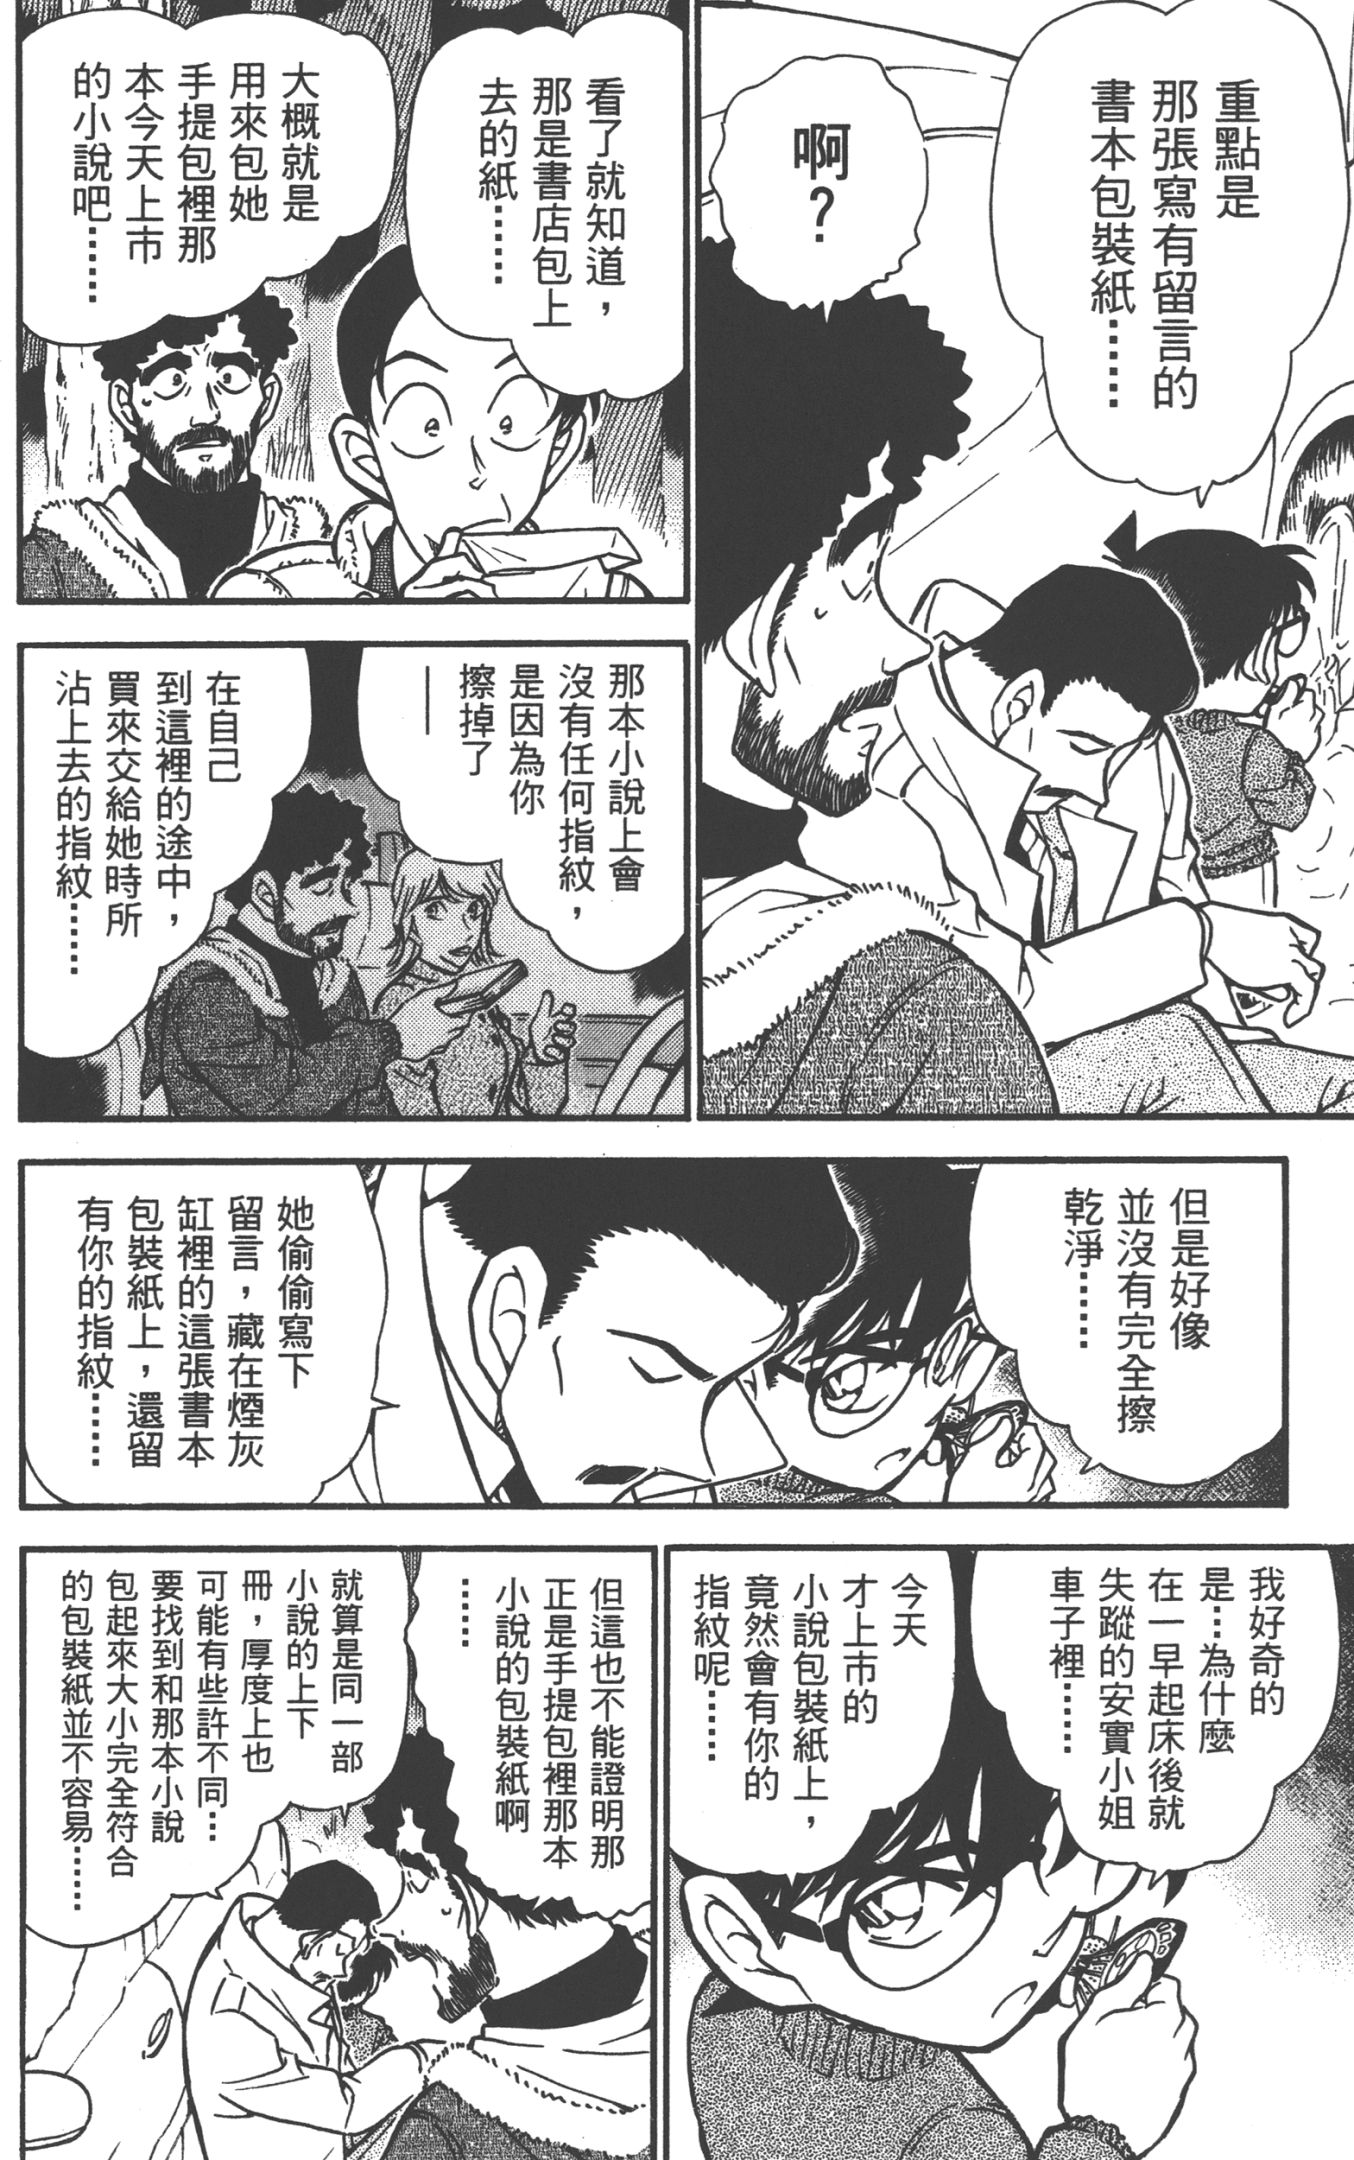 重點是
那張寫有留言的
書本包裝紙……
啊？
看了就知道，
那是書店包上
去的紙……
大概就是
用來包她
手提包裡那
本今天上市
的小說吧……
那本小說上會
沒有任何指紋，
是因為你
擦掉了
——
在自己
到這裡的途中，
買來交給她時所
沾上去的指紋……
但是好像
並沒有完全擦
乾淨……
她偷偷寫下
留言，藏在煙灰
缸裡的這張書本
包裝紙上，還留
有你的指紋……
我好奇的
是…為什麼
在一早起床後就
失蹤的安實小姐
車子裡……
今天
才上市的
小說包裝紙上，
竟然會有你的
指紋呢……
但這也不能證明那
正是手提包裡那本
小說的包裝紙啊
……
就算是同一部
小說的上下
冊，厚度上也
可能有些許不同…
要找到和那本小說
包起來大小完全符合
的包裝紙並不容易……